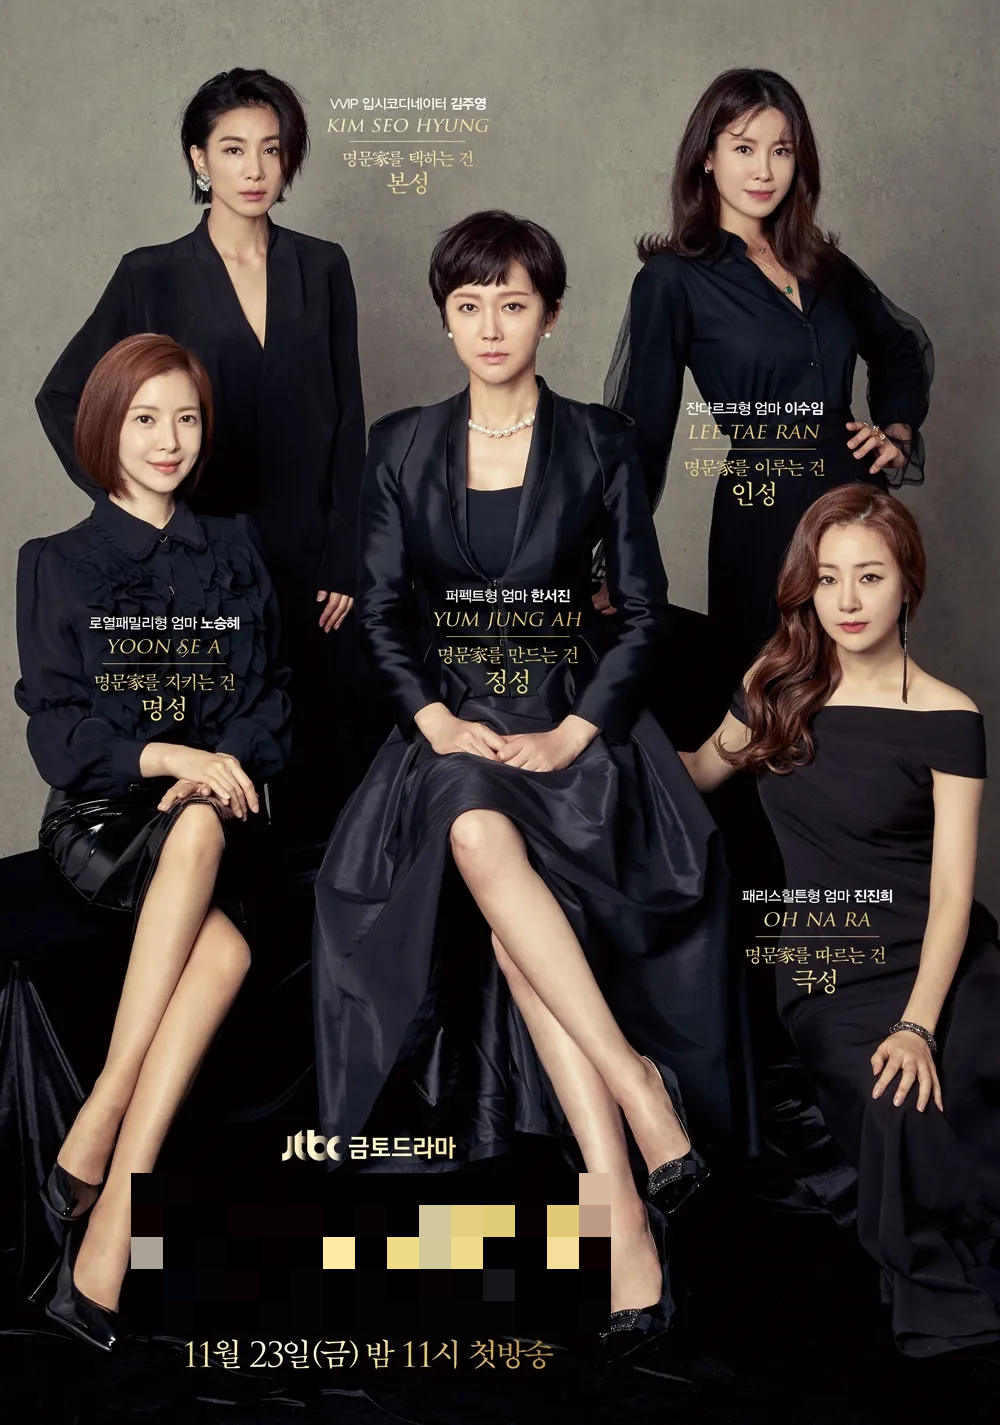 VVIP 입시코디네이터 김주영
KIM SEO HYUNG
명문家를 택하는 건
본성
잔다르크형 엄마 이수임
LEE TAE RAN
명문家를 이루는 건
인성
퍼펙트형 엄마 한서진
YUM JUNG AH
명문家를 만드는 건
정성
로열패밀리형 엄마 노승혜
YOON SE A
명문家를 지키는 건
명성
패리스힐튼형 엄마 진진희
OH NA RA
명문家를 따르는 건
극성
jtbc 금토드라마
11월 23일(금) 밤 11시 첫방송